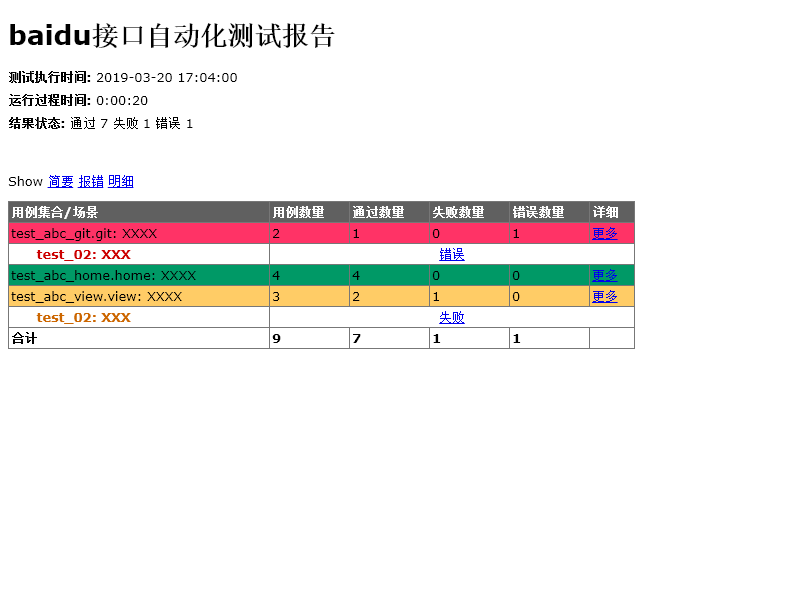 baidu接口自动化测试报告
测试执行时间: 2019-03-20 17:04:00
运行过程时间: 0:00:20
结果状态: 通过 7 失败 1 错误 1
Show 简要 报错 明细
用例集合/场景 用例数量 通过数量 失败数量 错误数量 详细
test_abc_git.git: XXXX 2 1 0 1 更多
test_02: XXX 错误
test_abc_home.home: XXXX 4 4 0 0 更多
test_abc_view.view: XXXX 3 2 1 0 更多
test_02: XXX 失败
合计 9 7 1 1